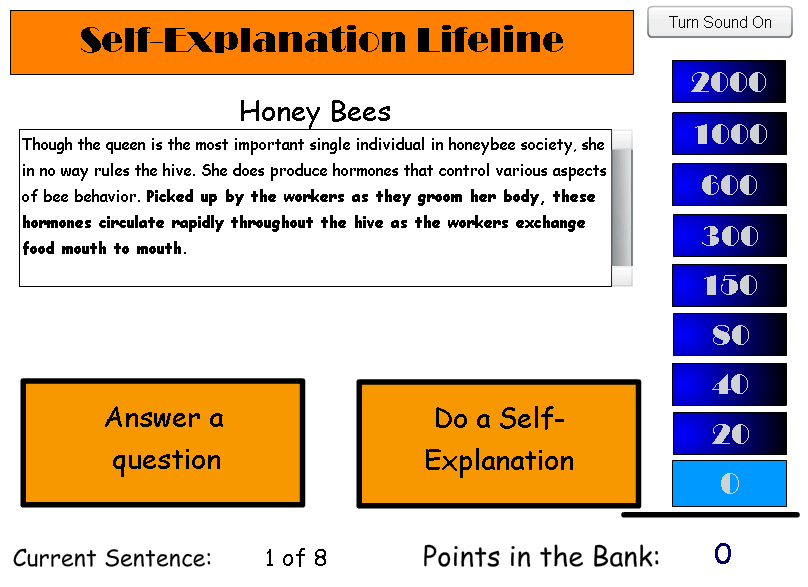 Self-Explanation Lifeline
Turn Sound On
Honey Bees
Though the queen is the most important single individual in honeybee society, she
in no way rules the hive. She does produce hormones that control various aspects
of bee behavior. Picked up by the workers as they groom her body, these
hormones circulate rapidly throughout the hive as the workers exchange
food mouth to mouth.
2000
1000
600
300
150
80
40
20
0
Answer a
question
Do a Self-
Explanation
Current Sentence: 1 of 8
Points in the Bank: 0